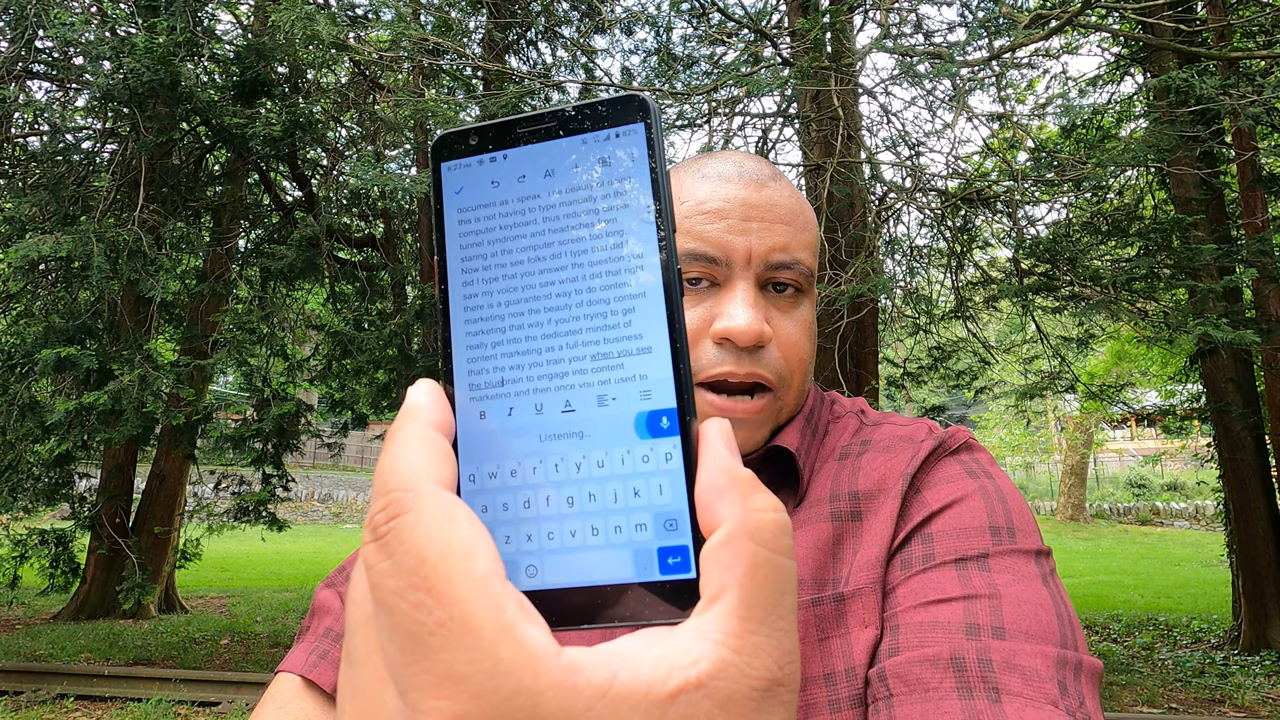 6:27 PM 82%
document as I speak. The beauty of doing
this is not having to type manually on the
computer keyboard, thus reducing carpal
tunnel syndrome and headaches from
staring at the computer screen too long.
Now let me see folks did I type that did I
did I type that you answer the question you
saw my voice you saw what it did that right
there is a guaranteed way to do content
marketing now the beauty of doing content
marketing that way if you're trying to get
really get into the dedicated mindset of
content marketing as a full-time business
that's the way you train your when you see
the bluebrain to engage into content
marketing and then once you get used to
B I U A
Listening...
q w e r t y u i o p
a s d f g h j k l
z x c v b n m